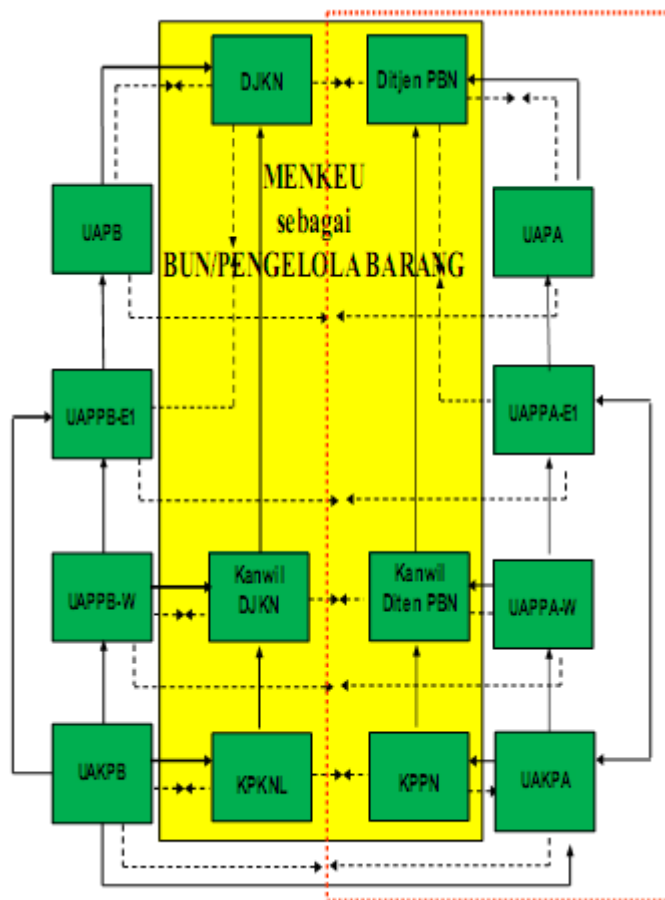 DJKN
Ditjen PBN
MENKEU
sebagai
BUN/PENGELOLA BARANG
UAPB
UAPA
UAPPB-E1
UAPPA-E1
UAPPB-W
Kanwil
DJKN
Kanwil
Diten PBN
UAPPA-W
UAKPB
KPKNL
KPPN
UAKPA